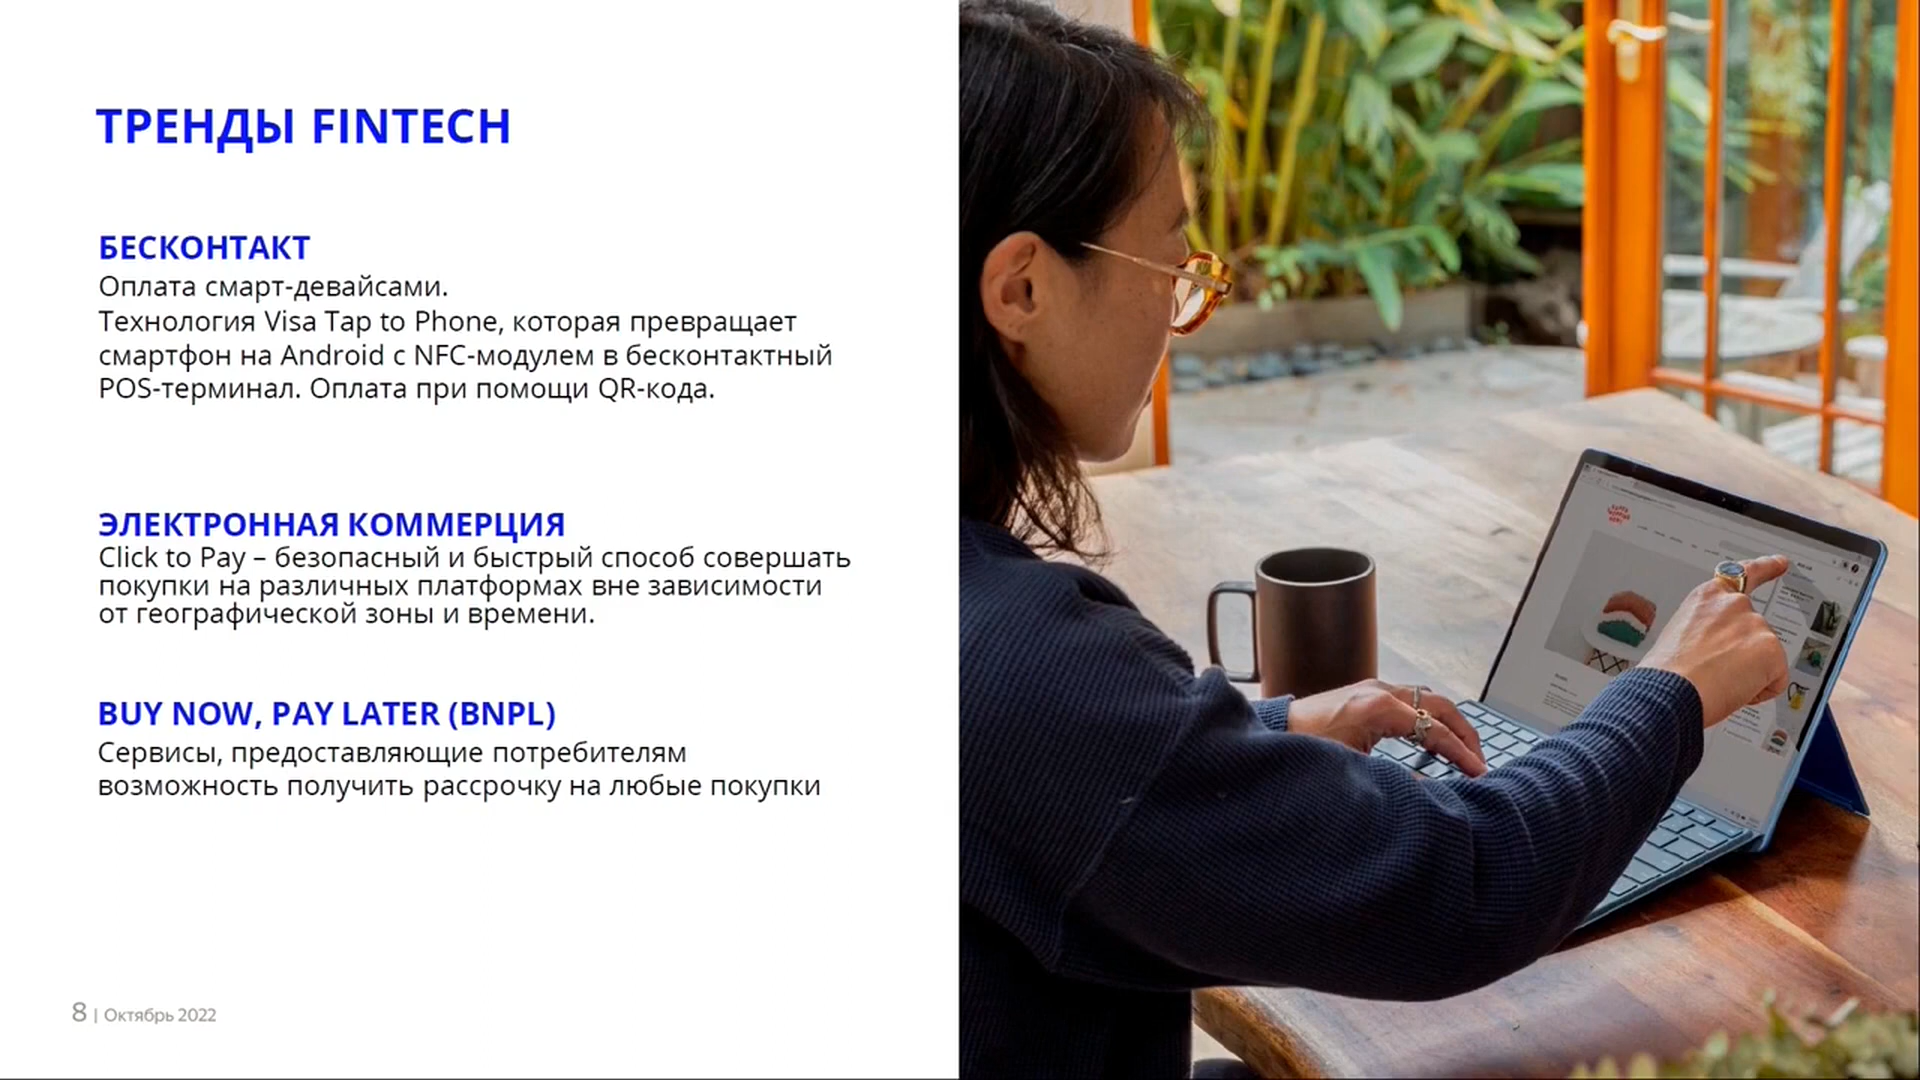 ТРЕНДЫ FINTECH
БЕСКОНТАКТ
Оплата смарт-девайсами.
Технология Visa Tap to Phone, которая превращает
смартфон на Android с NFC-модулем в бесконтактный
POS-терминал. Оплата при помощи QR-кода.
ЭЛЕКТРОННАЯ КОММЕРЦИЯ
Click to Pay – безопасный и быстрый способ совершать
покупки на различных платформах вне зависимости
от географической зоны и времени.
BUY NOW, PAY LATER (BNPL)
Сервисы, предоставляющие потребителям
возможность получить рассрочку на любые покупки
8 | Октябрь 2022